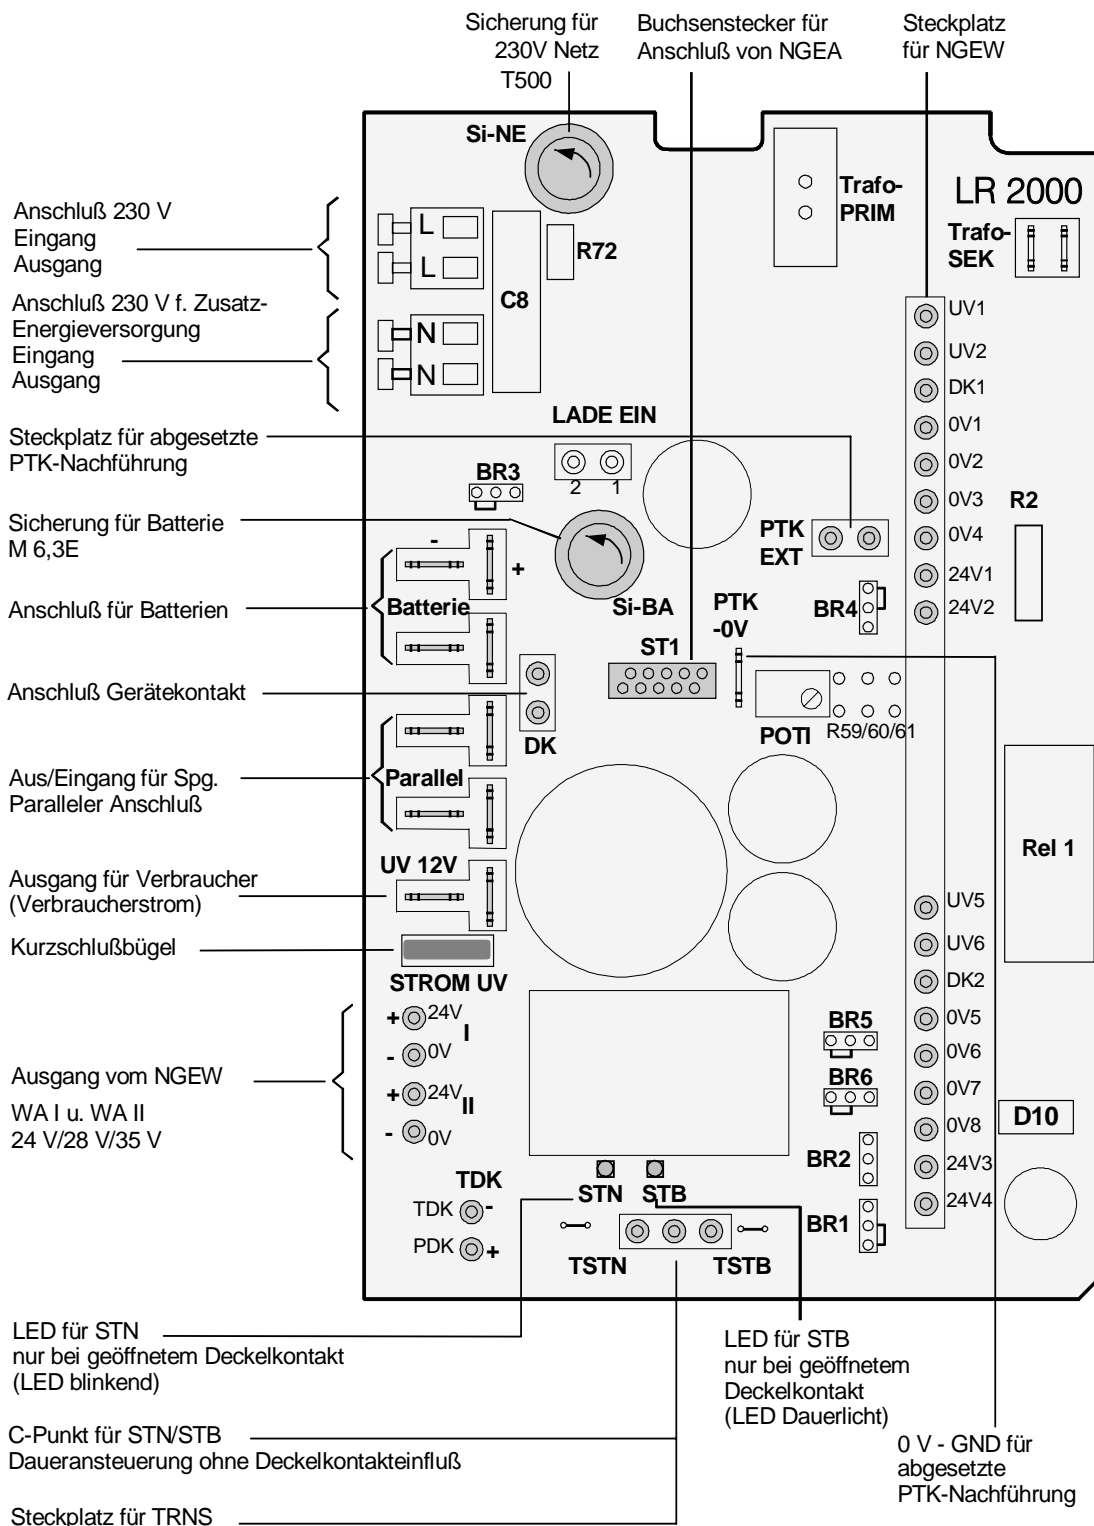 Sicherung für
230V Netz
T500
Buchsenstecker für
Anschluß von NGEA
Steckplatz
für NGEW
Si-NE
Trafo-
PRIM
LR 2000
Trafo-
SEK
Anschluß 230 V
Eingang
Ausgang
L
L
R72
C8
Anschluß 230 V f. Zusatz-
Energieversorgung
Eingang
Ausgang
N
N
UV1
UV2
DK1
0V1
0V2
0V3
0V4
24V1
24V2
R2
LADE EIN
2 1
Steckplatz für abgesetzte
PTK-Nachführung
BR3
Sicherung für Batterie
M 6,3E
PTK
EXT
-
+
Anschluß für Batterien
Batterie
Si-BA
PTK
-0V
BR4
ST1
Anschluß Gerätekontakt
DK
POTI
R59/60/61
Aus/Eingang für Spg.
Paralleler Anschluß
Parallel
Rel 1
UV 12V
Ausgang für Verbraucher
(Verbraucherstrom)
Kurzschlußbügel
STROM UV
UV5
UV6
DK2
0V5
0V6
0V7
0V8
24V3
24V4
+ 24V
I
- 0V
+ 24V
II
- 0V
Ausgang vom NGEW
WA I u. WA II
24 V/28 V/35 V
BR5
BR6
D10
BR2
BR1
TDK
TDK -
PDK +
STN STB
TSTN TSTB
LED für STN
nur bei geöffnetem Deckelkontakt
(LED blinkend)
LED für STB
nur bei geöffnetem
Deckelkontakt
(LED Dauerlicht)
C-Punkt für STN/STB
Daueransteuerung ohne Deckelkontakteinfluß
0 V - GND für
abgesetzte
PTK-Nachführung
Steckplatz für TRNS